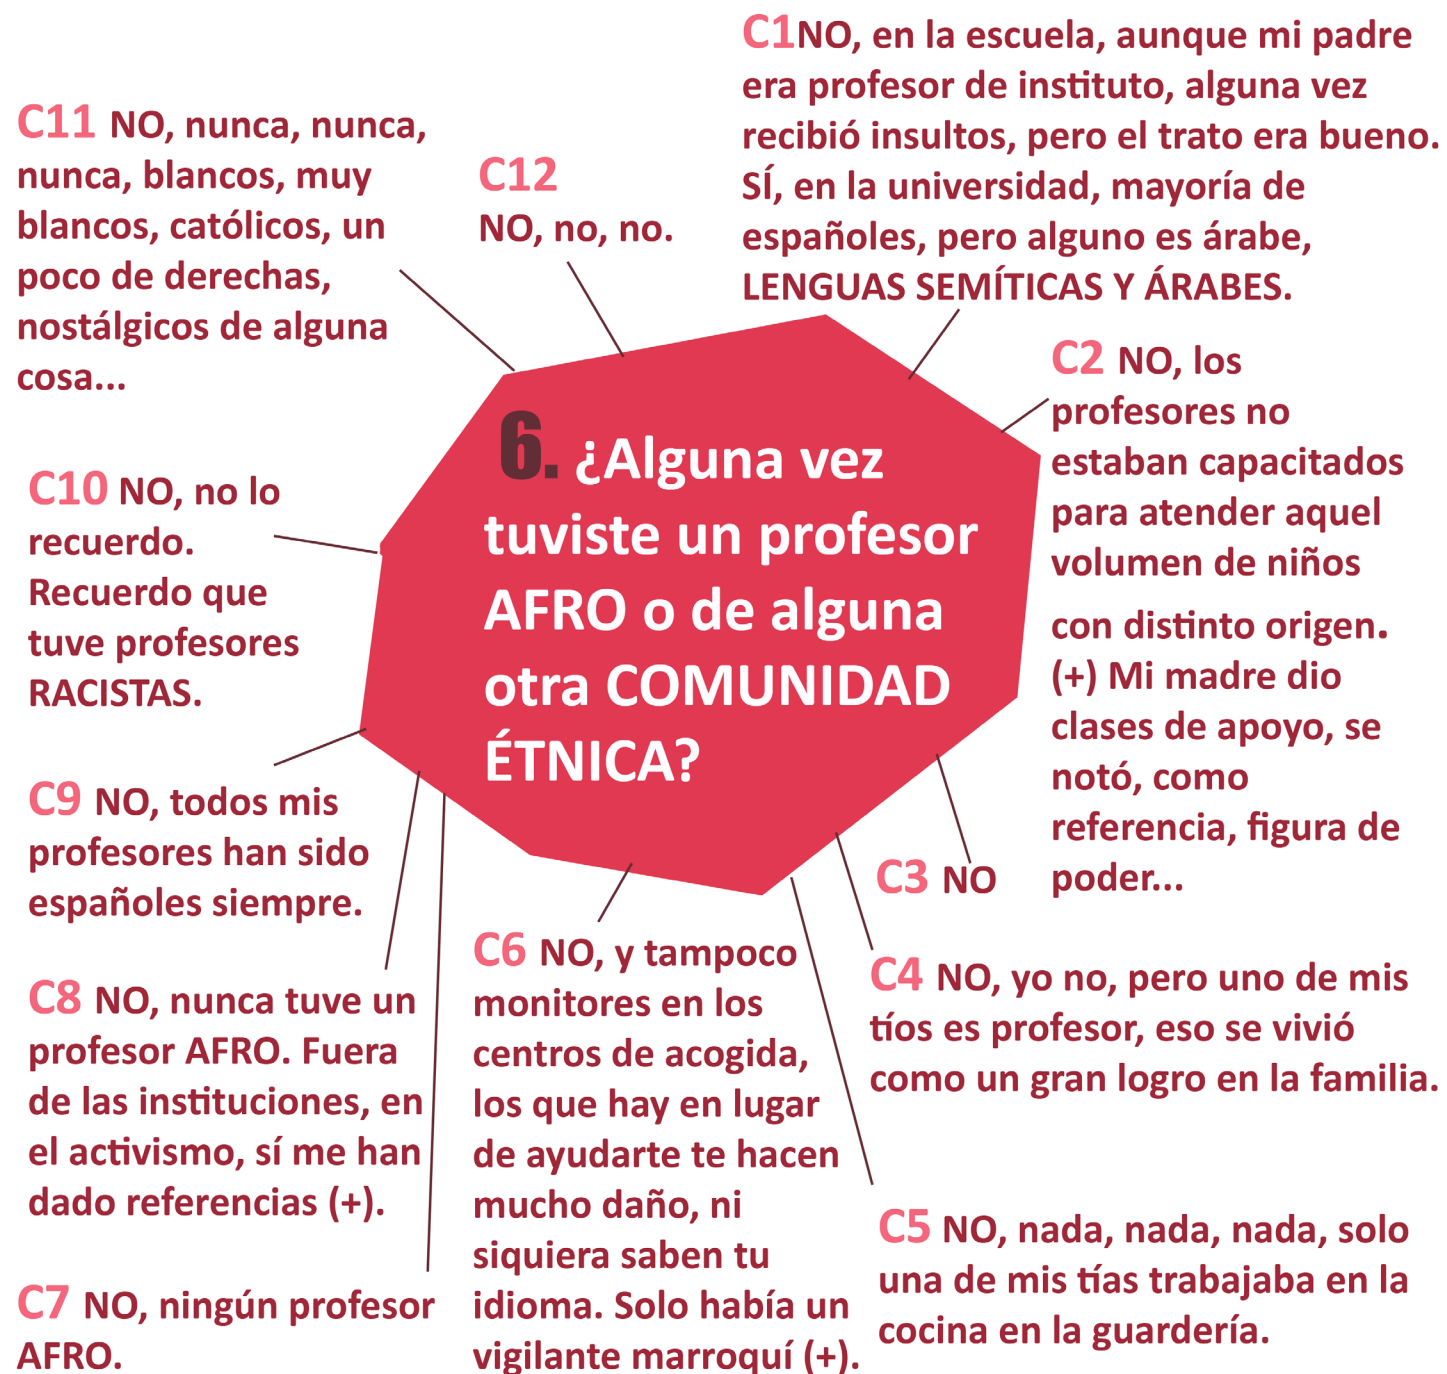 6. ¿Alguna vez
tuviste un profesor
AFRO o de alguna
otra COMUNIDAD
ÉTNICA?
C1NO, en la escuela, aunque mi padre
era profesor de instituto, alguna vez
recibió insultos, pero el trato era bueno.
SÍ, en la universidad, mayoría de
españoles, pero alguno es árabe,
LENGUAS SEMÍTICAS Y ÁRABES.
C2 NO, los
profesores no
estaban capacitados
para atender aquel
volumen de niños
con distinto origen.
(+) Mi madre dio
clases de apoyo, se
notó, como
referencia, figura de
poder...
C3 NO
C4 NO, yo no, pero uno de mis
tíos es profesor, eso se vivió
como un gran logro en la familia.
C5 NO, nada, nada, nada, solo
una de mis tías trabajaba en la
cocina en la guardería.
C6 NO, y tampoco
monitores en los
centros de acogida,
los que hay en lugar
de ayudarte te hacen
mucho daño, ni
siquiera saben tu
idioma. Solo había un
vigilante marroquí (+).
C7 NO, ningún profesor
AFRO.
C8 NO, nunca tuve un
profesor AFRO. Fuera
de las instituciones, en
el activismo, sí me han
dado referencias (+).
C9 NO, todos mis
profesores han sido
españoles siempre.
C10 NO, no lo
recuerdo.
Recuerdo que
tuve profesores
RACISTAS.
C11 NO, nunca, nunca,
nunca, blancos, muy
blancos, católicos, un
poco de derechas,
nostálgicos de alguna
cosa...
C12
NO, no, no.